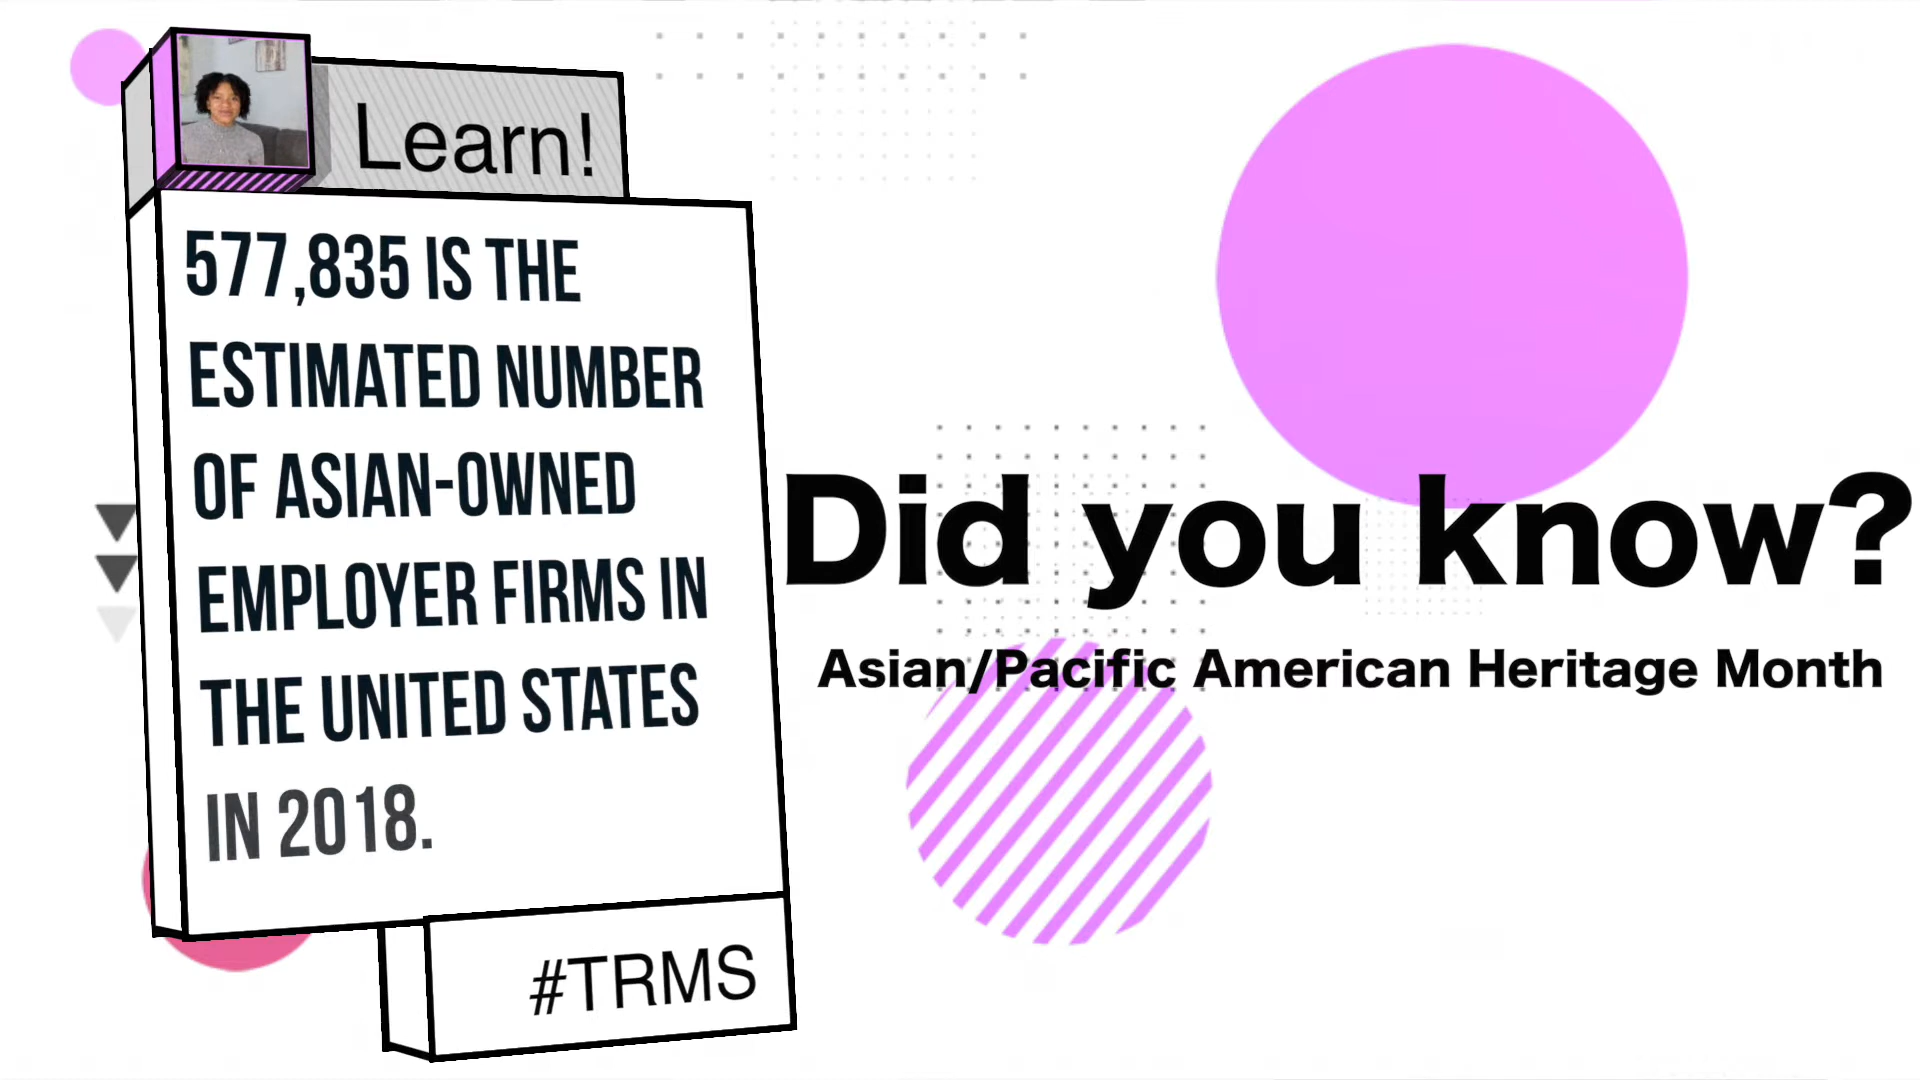 Learn!
577,835 IS THE
ESTIMATED NUMBER
OF ASIAN-OWNED
EMPLOYER FIRMS IN
THE UNITED STATES
IN 2018.
#TRMS
Did you know?
Asian/Pacific American Heritage Month